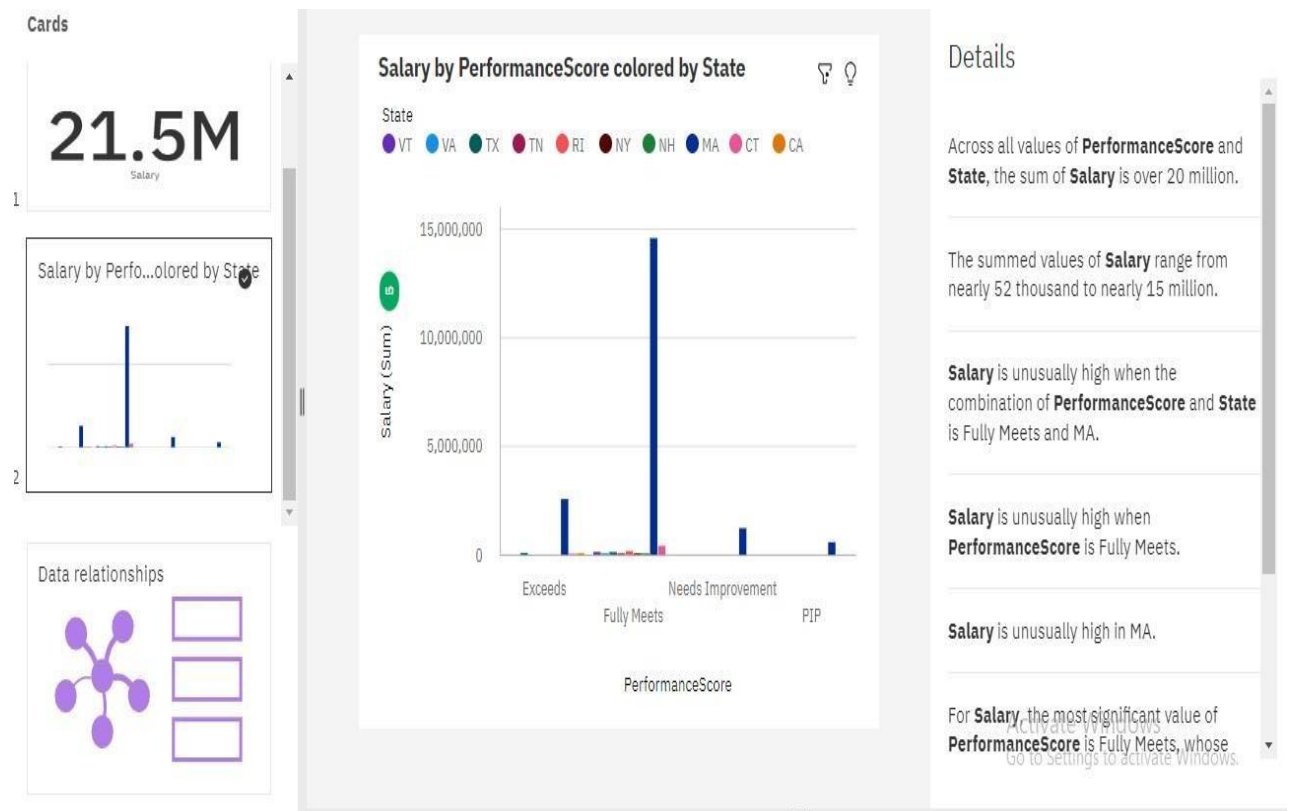 Cards
21.5M
Salary
1
Salary by Perfo...olored by State
2
Data relationships
Salary by PerformanceScore colored by State
State
VT VA TX TN RI NY NH MA CT CA
Salary (Sum)
15,000,000
10,000,000
5,000,000
0
Exceeds
Fully Meets
Needs Improvement
PIP
PerformanceScore
Details
Across all values of PerformanceScore and
State, the sum of Salary is over 20 million.
The summed values of Salary range from
nearly 52 thousand to nearly 15 million.
Salary is unusually high when the
combination of PerformanceScore and State
is Fully Meets and MA.
Salary is unusually high when
PerformanceScore is Fully Meets.
Salary is unusually high in MA.
For Salary, the most significant value of
PerformanceScore is Fully Meets, whose
Activate Windows
Go to Settings to activate Windows.